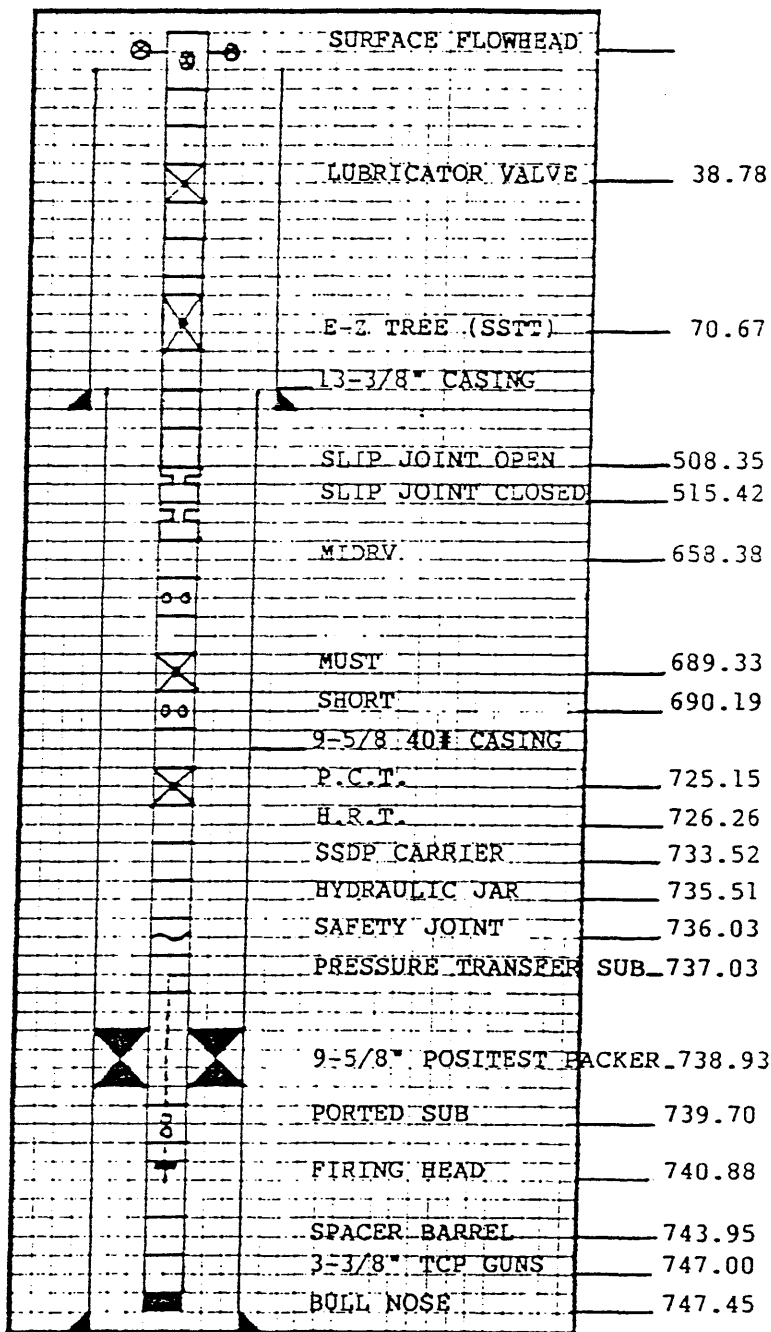 SURFACE FLOWHEAD
LUBRICATOR VALVE 38.78
E-Z TREE (SSTT) 70.67
13-3/8" CASING
SLIP JOINT OPEN 508.35
SLIP JOINT CLOSED 515.42
MIDRV 658.38
MUST 689.33
SHORT 690.19
9-5/8 40# CASING
P.C.T. 725.15
H.R.T. 726.26
SSDP CARRIER 733.52
HYDRAULIC JAR 735.51
SAFETY JOINT 736.03
PRESSURE TRANSFER SUB 737.03
9-5/8" POSITEST PACKER 738.93
PORTED SUB 739.70
FIRING HEAD 740.88
SPACER BARREL 743.95
3-3/8" TCP GUNS 747.00
BULL NOSE 747.45